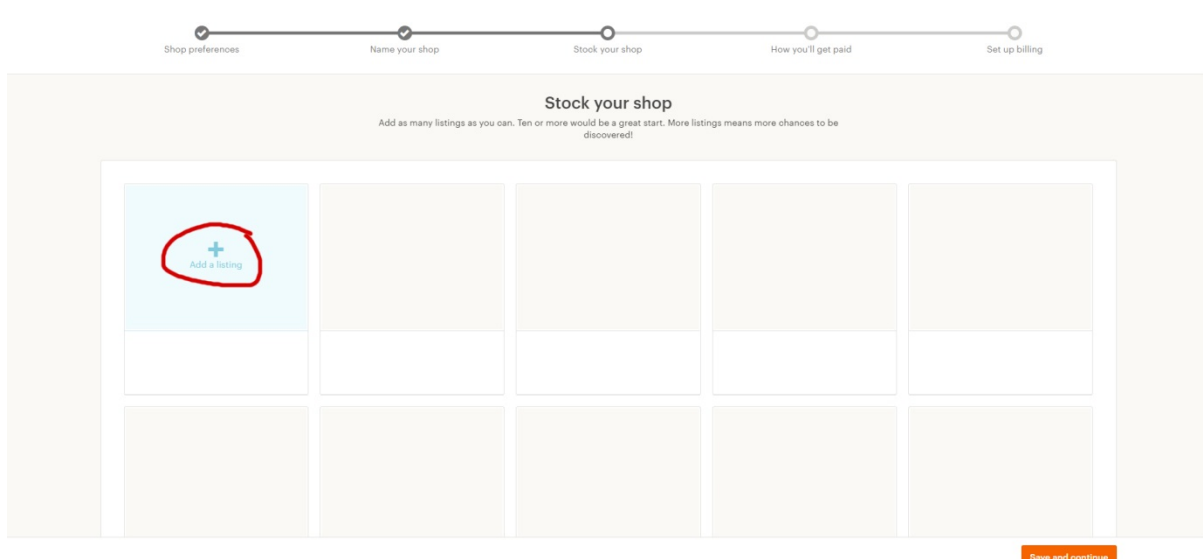 Shop preferences
Name your shop
Stock your shop
How you'll get paid
Set up billing
Stock your shop
Add as many listings as you can. Ten or more would be a great start. More listings means more chances to be
discovered!
Add a listing
Save and continue